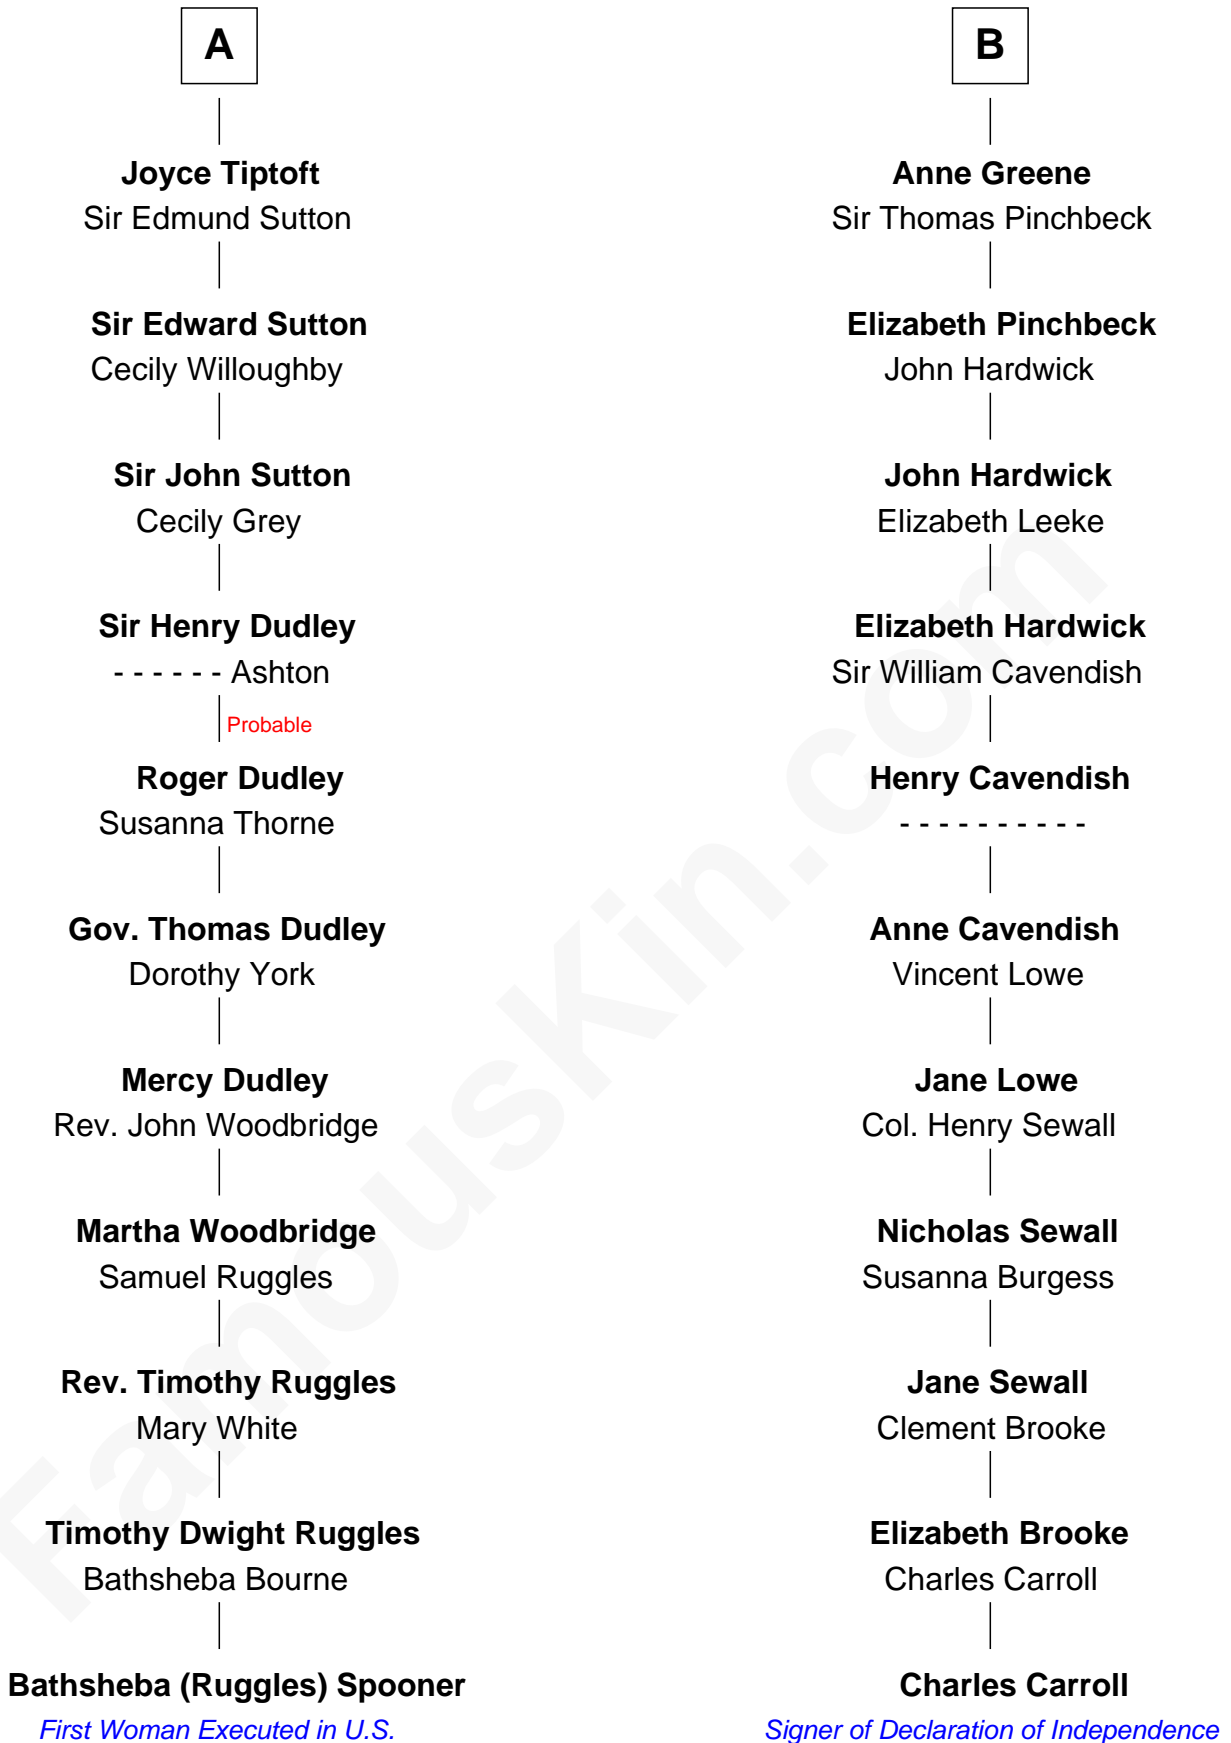 A
Joyce Tiptoft
Sir Edmund Sutton
Sir Edward Sutton
Cecily Willoughby
Sir John Sutton
Cecily Grey
Sir Henry Dudley
- - - - - - Ashton
Probable
Roger Dudley
Susanna Thorne
Gov. Thomas Dudley
Dorothy York
Mercy Dudley
Rev. John Woodbridge
Martha Woodbridge
Samuel Ruggles
Rev. Timothy Ruggles
Mary White
Timothy Dwight Ruggles
Bathsheba Bourne
Bathsheba (Ruggles) Spooner
First Woman Executed in U.S.
B
Anne Greene
Sir Thomas Pinchbeck
Elizabeth Pinchbeck
John Hardwick
John Hardwick
Elizabeth Leeke
Elizabeth Hardwick
Sir William Cavendish
Henry Cavendish
- - - - - - - - - -
Anne Cavendish
Vincent Lowe
Jane Lowe
Col. Henry Sewall
Nicholas Sewall
Susanna Burgess
Jane Sewall
Clement Brooke
Elizabeth Brooke
Charles Carroll
Charles Carroll
Signer of Declaration of Independence
FamousKin.com